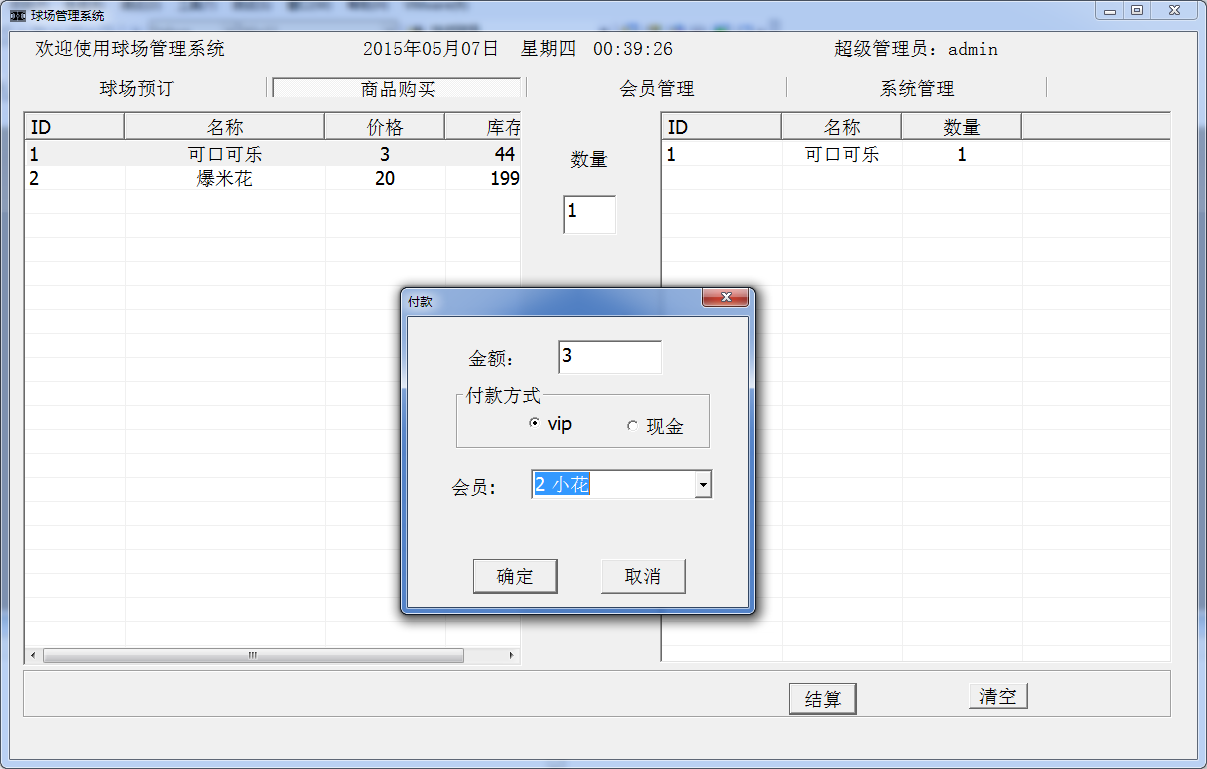 球场管理系统
欢迎使用球场管理系统 2015年05月07日 星期四 00:39:26 超级管理员：admin
球场预订 商品购买 会员管理 系统管理
ID 名称 价格 库存
1 可口可乐 3 44
2 爆米花 20 199
数量
1
ID 名称 数量
1 可口可乐 1
付款
金额： 3
付款方式
vip 现金
会员： 2 小花
确定 取消
结算 清空